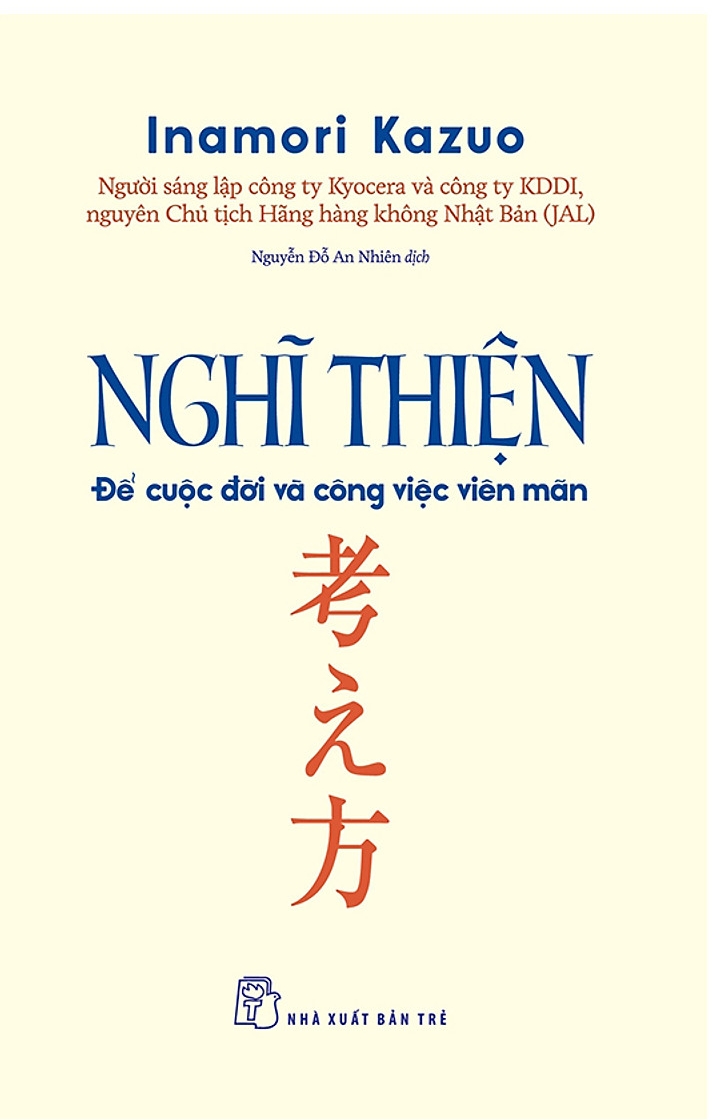 Inamori Kazuo
Người sáng lập công ty Kyocera và công ty KDDI,
nguyên Chủ tịch Hãng hàng không Nhật Bản (JAL)
Nguyễn Đỗ An Nhiên dịch
NGHĨ THIỆN
Để cuộc đời và công việc viên mãn
考え方
T
NHÀ XUẤT BẢN TRẺ